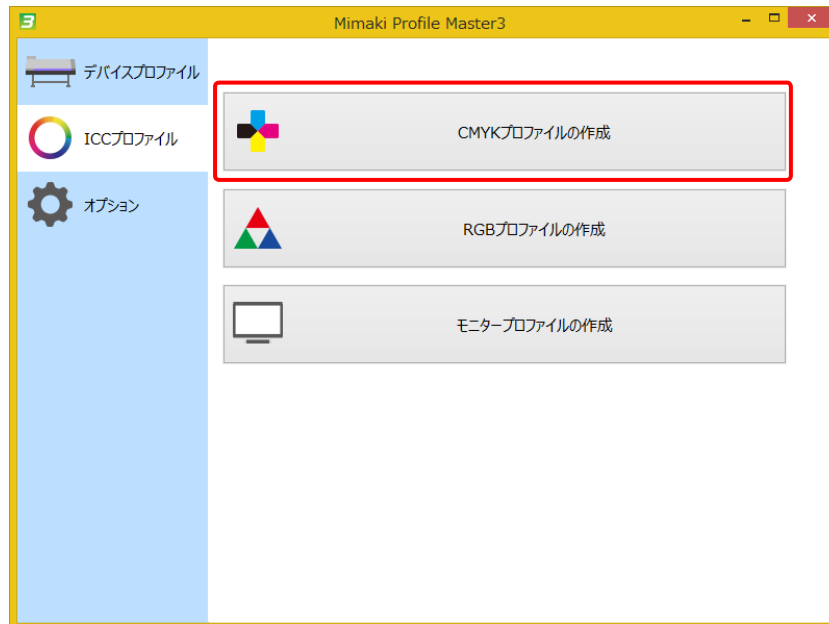 Mimaki Profile Master3
デバイスプロファイル
ICCプロファイル
オプション
CMYKプロファイルの作成
RGBプロファイルの作成
モニタープロファイルの作成